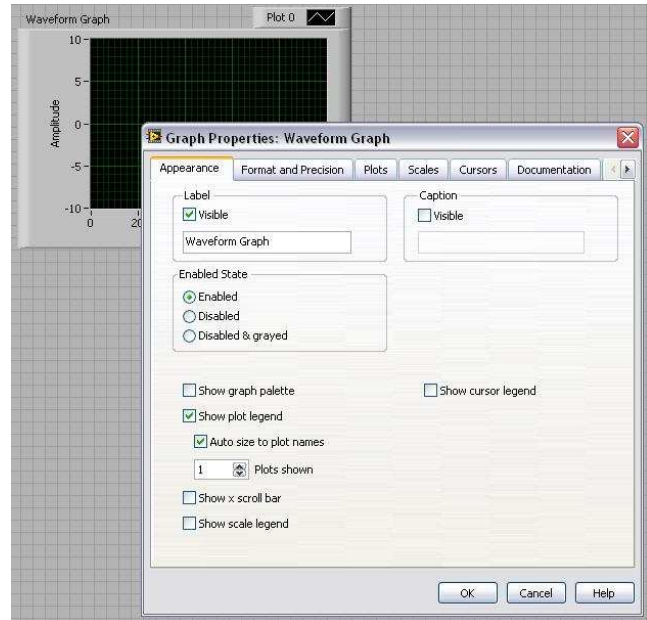 Waveform Graph
Plot 0
10
5
0
-5
-10
Amplitude
0
20
Graph Properties: Waveform Graph
Appearance Format and Precision Plots Scales Cursors Documentation
Label
Visible
Waveform Graph
Caption
Visible
Enabled State
Enabled
Disabled
Disabled & grayed
Show graph palette
Show cursor legend
Show plot legend
Auto size to plot names
1 Plots shown
Show x scroll bar
Show scale legend
OK Cancel Help